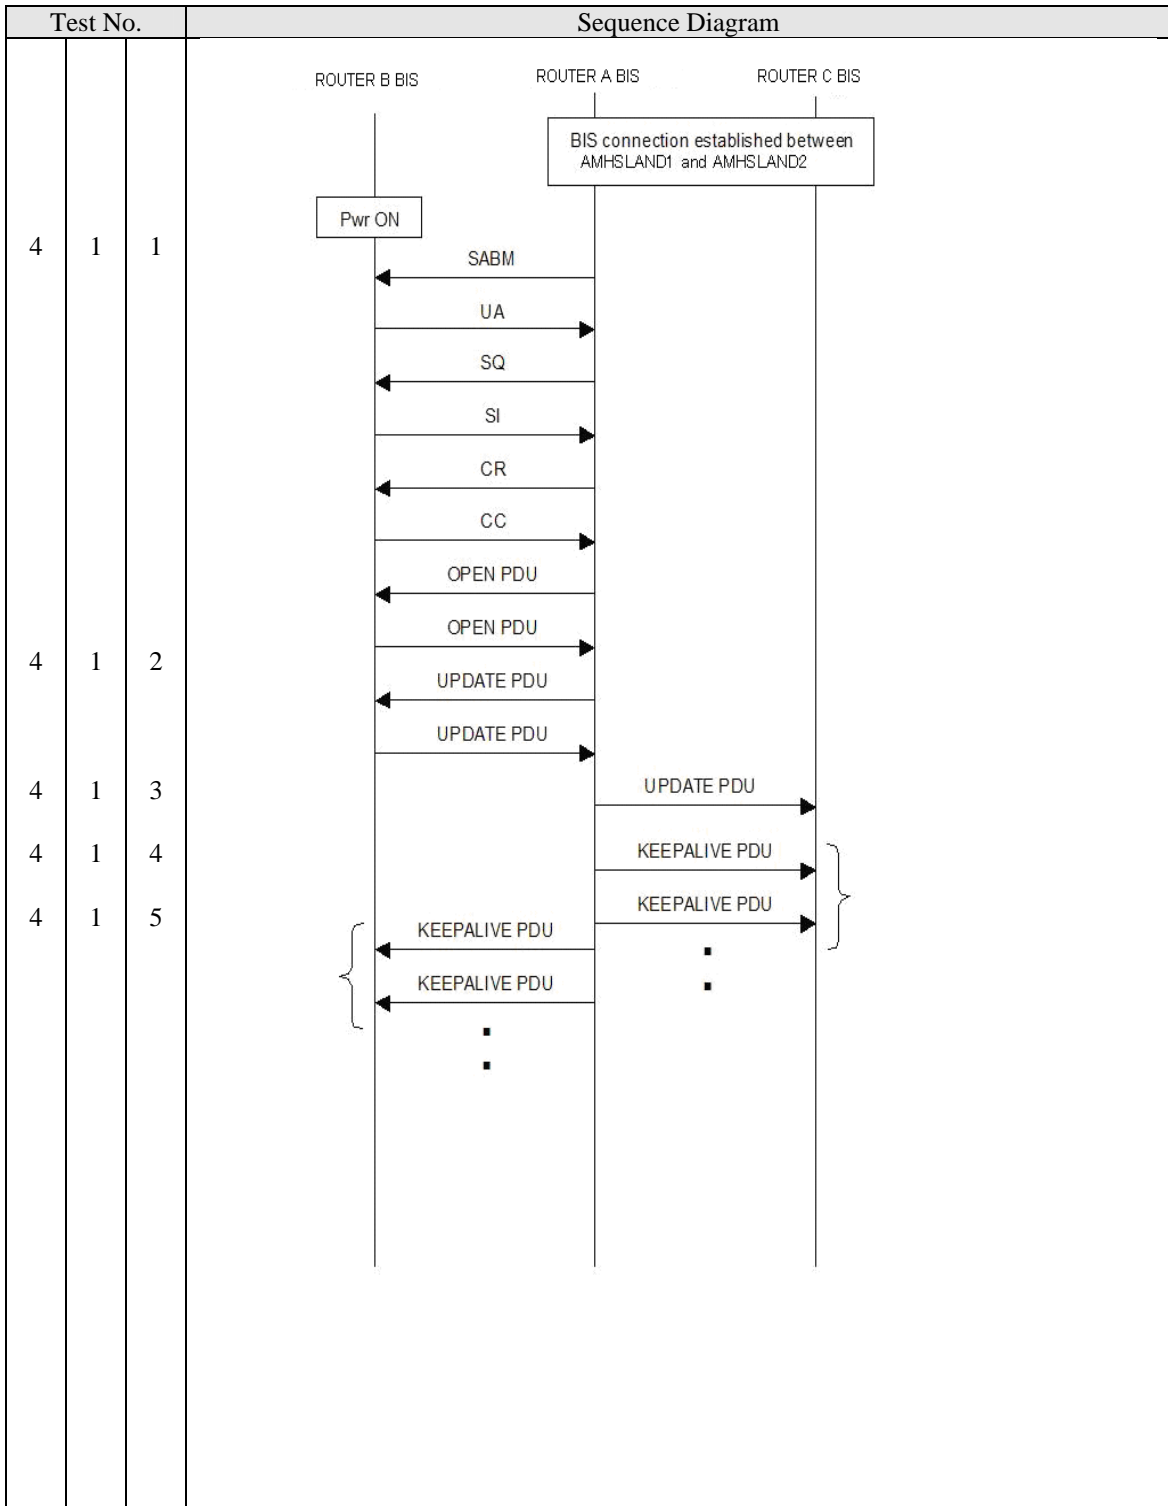 Test No. Sequence Diagram
ROUTER B BIS ROUTER A BIS ROUTER C BIS
BIS connection established between
AMHSLAND1 and AMHSLAND2
Pwr ON
4 1 1
SABM
UA
SQ
SI
CR
CC
OPEN PDU
OPEN PDU
4 1 2
UPDATE PDU
UPDATE PDU
4 1 3 UPDATE PDU
4 1 4 KEEPALIVE PDU
KEEPALIVE PDU
4 1 5
KEEPALIVE PDU
KEEPALIVE PDU